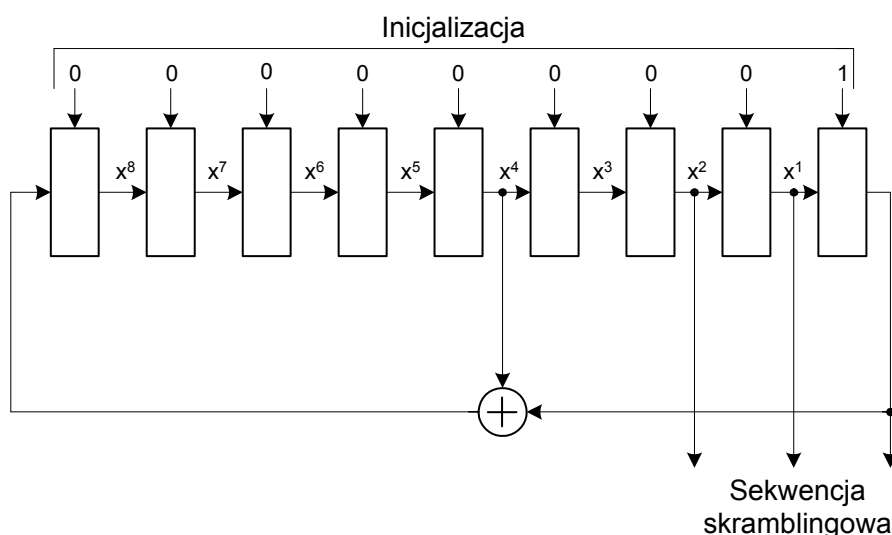 Inicjalizacja
0 0 0 0 0 0 0 0 1
x⁸ x⁷ x⁶ x⁵ x⁴ x³ x² x¹
Sekwencja
skramblingowa